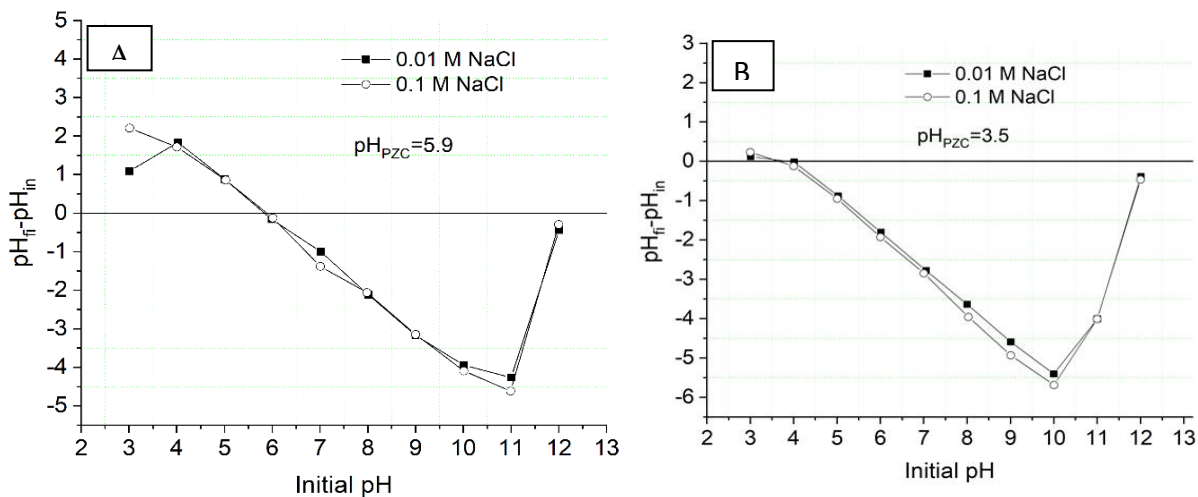 A
0.01 M NaCl
0.1 M NaCl
pHPZC=5.9
5
4
3
2
1
0
-1
-2
-3
-4
-5
pHfi-pHin
2 3 4 5 6 7 8 9 10 11 12 13
Initial pH
B
0.01 M NaCl
0.1 M NaCl
pHPZC=3.5
3
2
1
0
-1
-2
-3
-4
-5
-6
pHfi-pHin
2 3 4 5 6 7 8 9 10 11 12 13
Initial pH